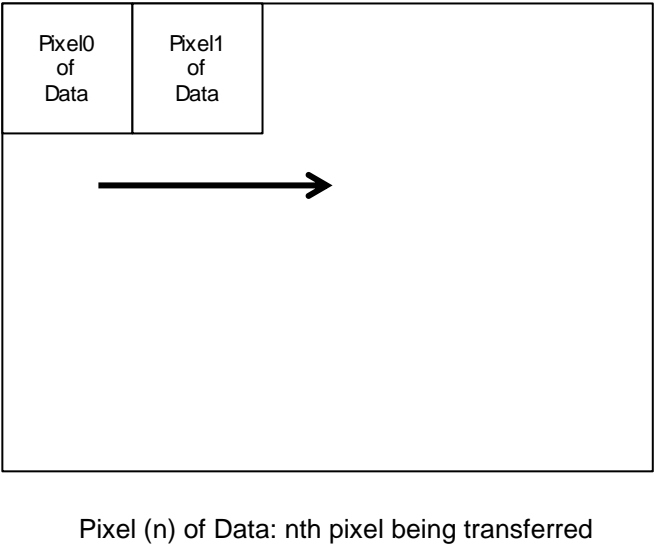 Pixel0
of
Data
Pixel1
of
Data
Pixel (n) of Data: nth pixel being transferred